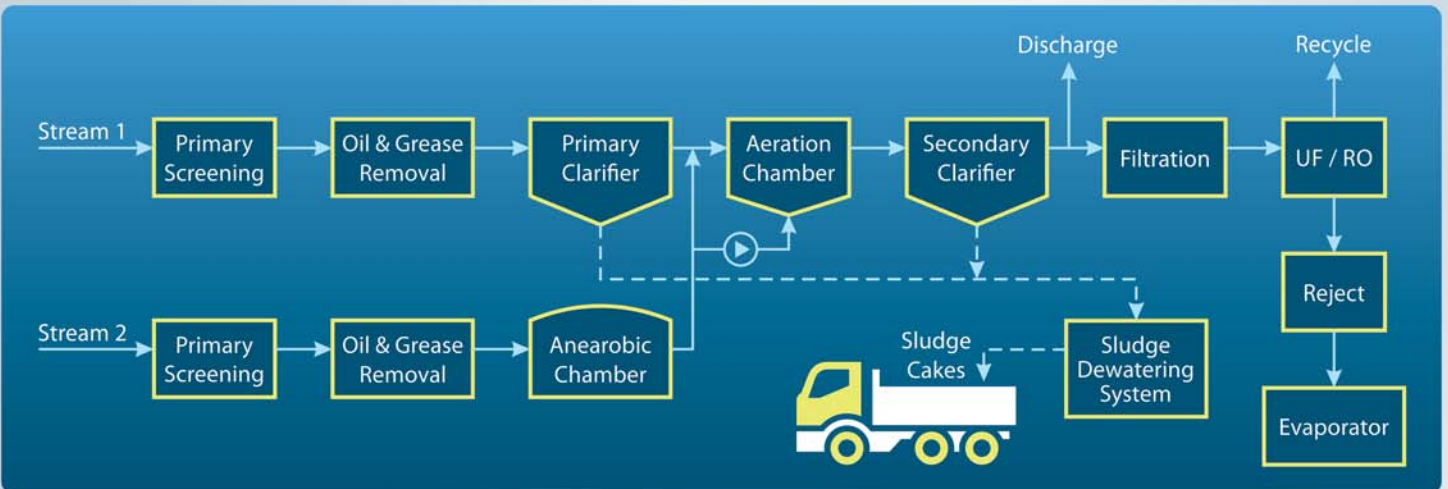 Discharge
Recycle
Stream 1
Primary
Screening
Oil & Grease
Removal
Primary
Clarifier
Aeration
Chamber
Secondary
Clarifier
Filtration
UF / RO
Reject
Stream 2
Primary
Screening
Oil & Grease
Removal
Anearobic
Chamber
Sludge
Cakes
Sludge
Dewatering
System
Evaporator